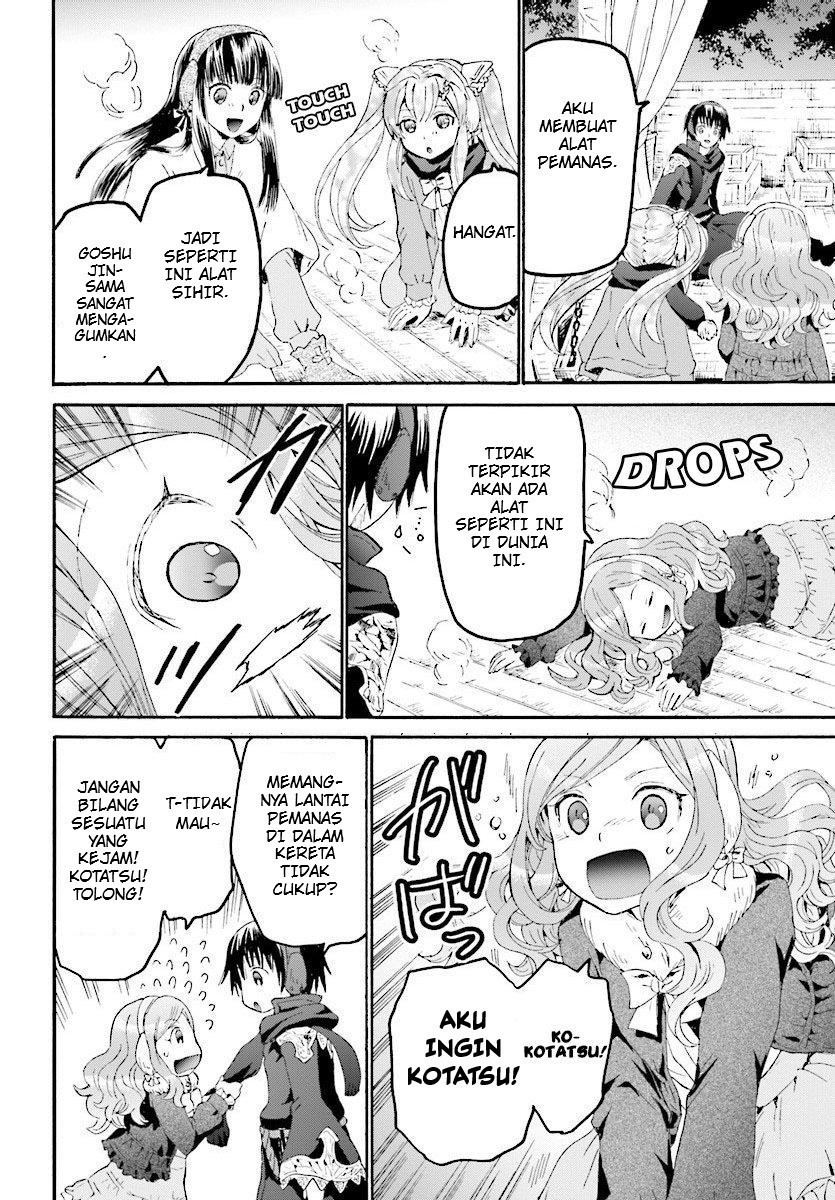 AKU
MEMBUAT
ALAT
PEMANAS.
TOUCH
TOUCH
HANGAT.
JADI
SEPERTI
INI ALAT
SIHIR.
GOSHU
JIN-
SAMA
SANGAT
MENGA-
GUMKAN
.
DROPS
TIDAK
TERPIKIR
AKAN ADA
ALAT
SEPERTI INI
DI DUNIA
INI.
がばっ
KO-
KOTATSU!
AKU
INGIN
KOTATSU!
MEMANG-
NYA LANTAI
PEMANAS
DI DALAM
KERETA
TIDAK
CUKUP?
T-TIDAK
MAU~
JANGAN
BILANG
SESUATU
YANG
KEJAM!
KOTATSU
TOLONG!